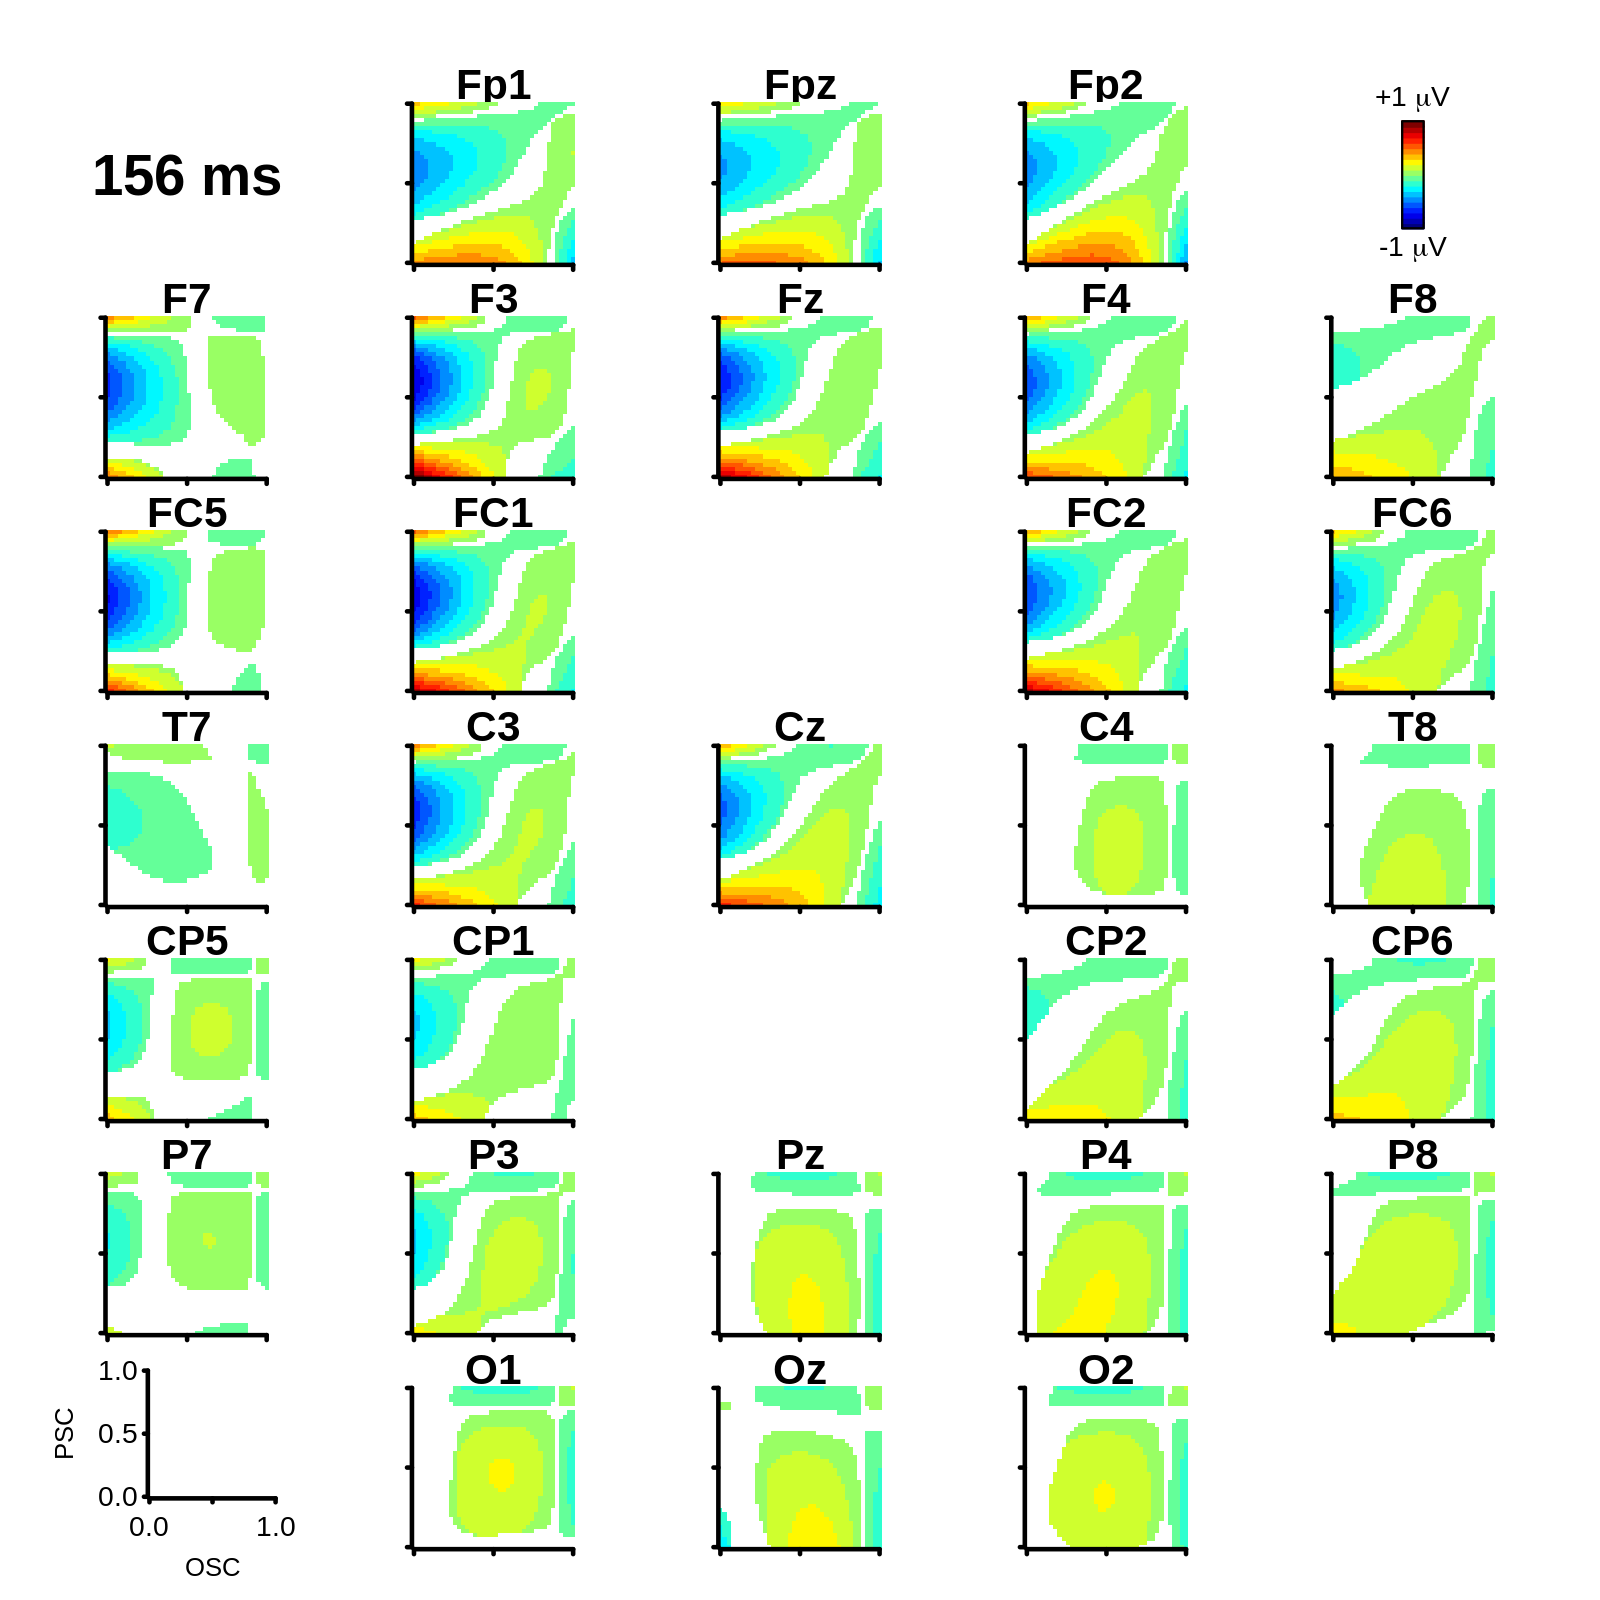 Fp1 Fpz Fp2
+1 μV
156 ms
-1 μV
F7 F3 Fz F4 F8
FC5 FC1 FC2 FC6
T7 C3 Cz C4 T8
CP5 CP1 CP2 CP6
P7 P3 Pz P4 P8
O1 Oz O2
1.0
PSC
0.5
0.0
0.0 1.0
OSC